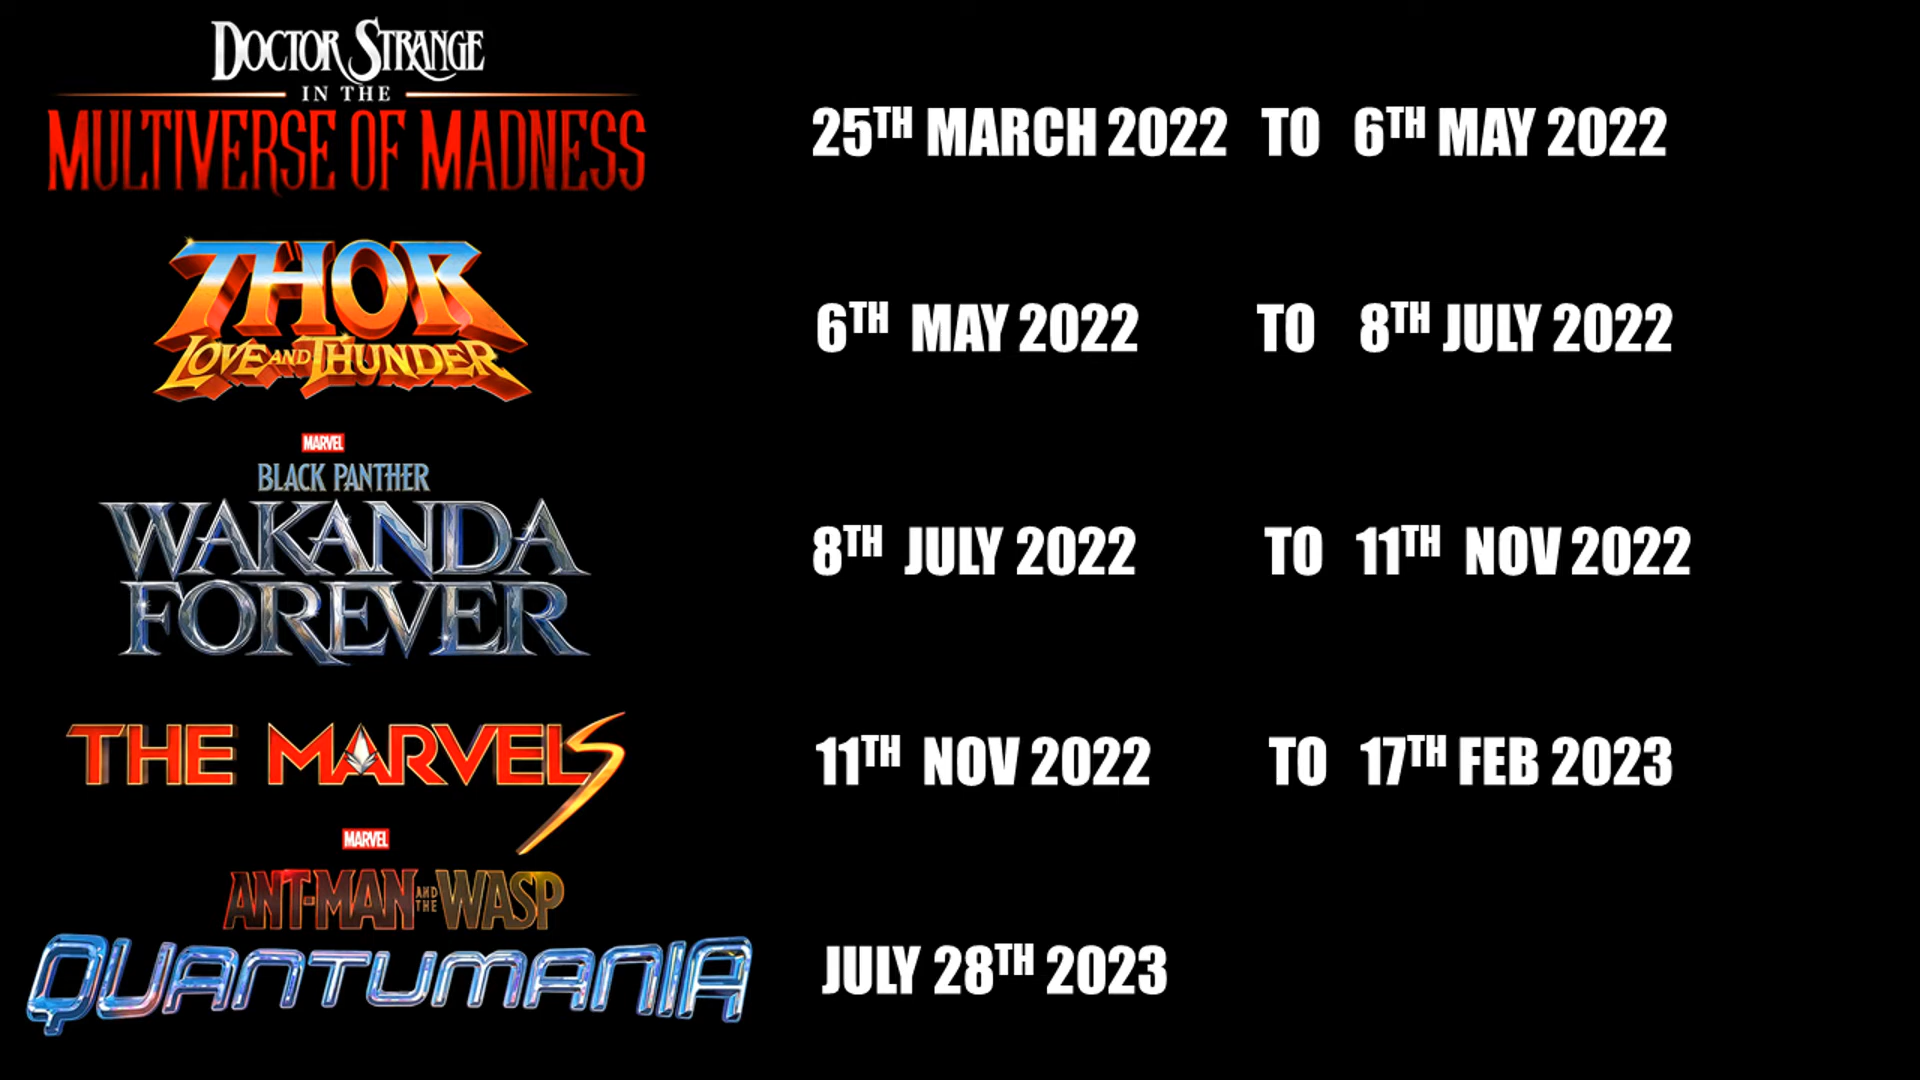 DOCTOR STRANGE
IN THE
MULTIVERSE OF MADNESS
25TH MARCH 2022 TO 6TH MAY 2022
THOR
LOVE AND THUNDER
6TH MAY 2022 TO 8TH JULY 2022
MARVEL
BLACK PANTHER
WAKANDA
FOREVER
8TH JULY 2022 TO 11TH NOV 2022
THE MARVELS
11TH NOV 2022 TO 17TH FEB 2023
MARVEL
ANT-MAN AND THE WASP
QUANTUMANIA
JULY 28TH 2023